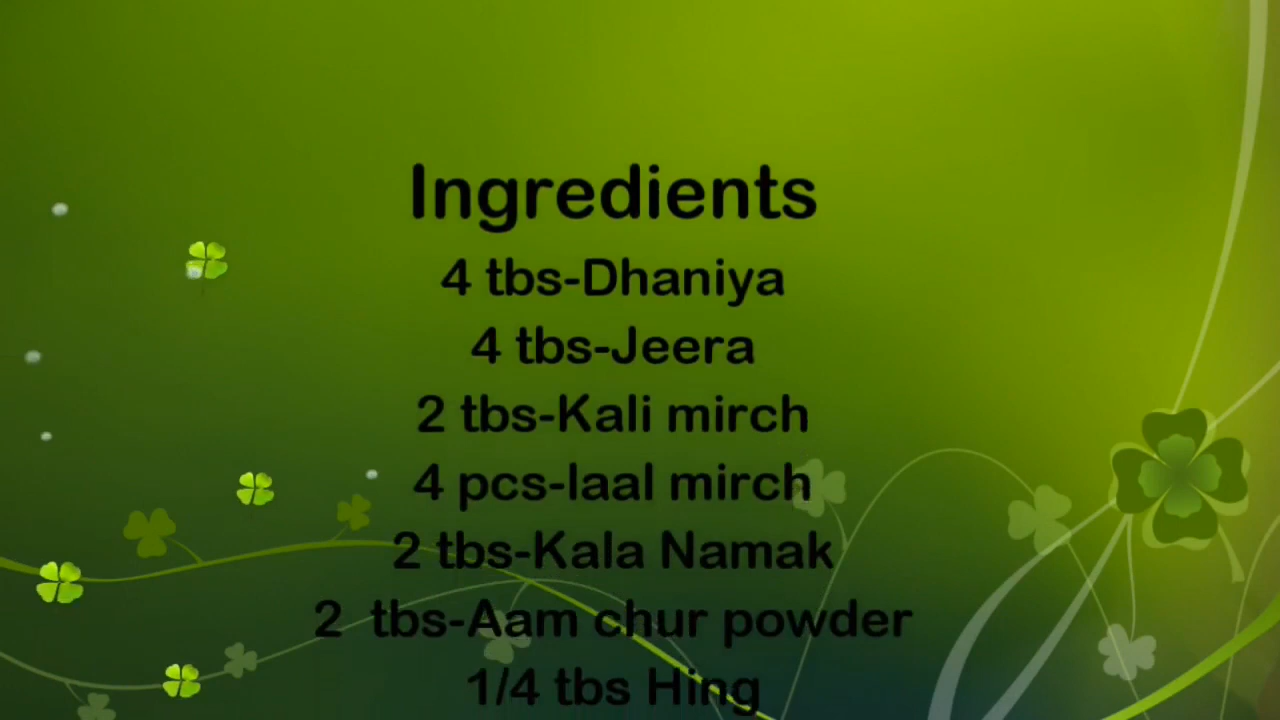 Ingredients
4 tbs-Dhaniya
4 tbs-Jeera
2 tbs-Kali mirch
4 pcs-laal mirch
2 tbs-Kala Namak
2  tbs-Aam chur powder
1/4 tbs Hing